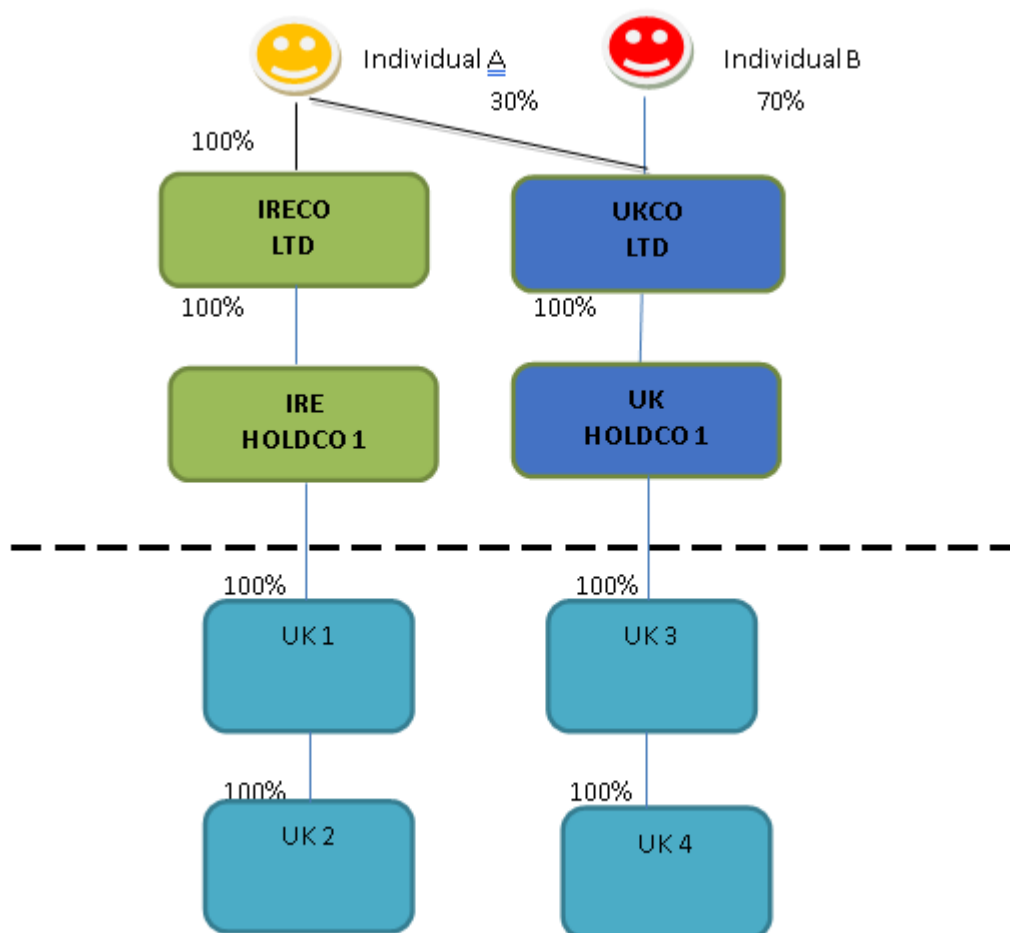 Individual A
Individual B
30%
70%
100%
IRECO
LTD
UKCO
LTD
100%
100%
IRE
HOLDCO 1
UK
HOLDCO 1
100%
100%
UK 1
UK 3
100%
100%
UK 2
UK 4